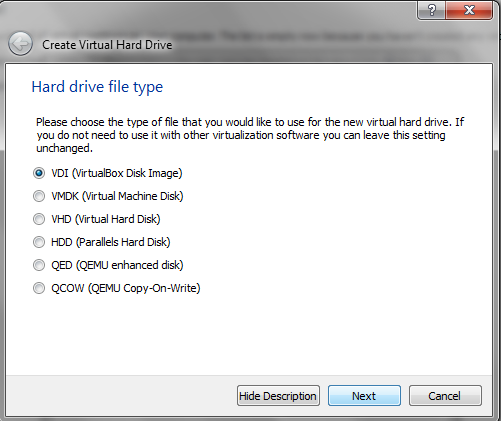 Create Virtual Hard Drive
Hard drive file type
Please choose the type of file that you would like to use for the new virtual hard drive. If
you do not need to use it with other virtualization software you can leave this setting
unchanged.
VDI (VirtualBox Disk Image)
VMDK (Virtual Machine Disk)
VHD (Virtual Hard Disk)
HDD (Parallels Hard Disk)
QED (QEMU enhanced disk)
QCOW (QEMU Copy-On-Write)
Hide Description Next Cancel